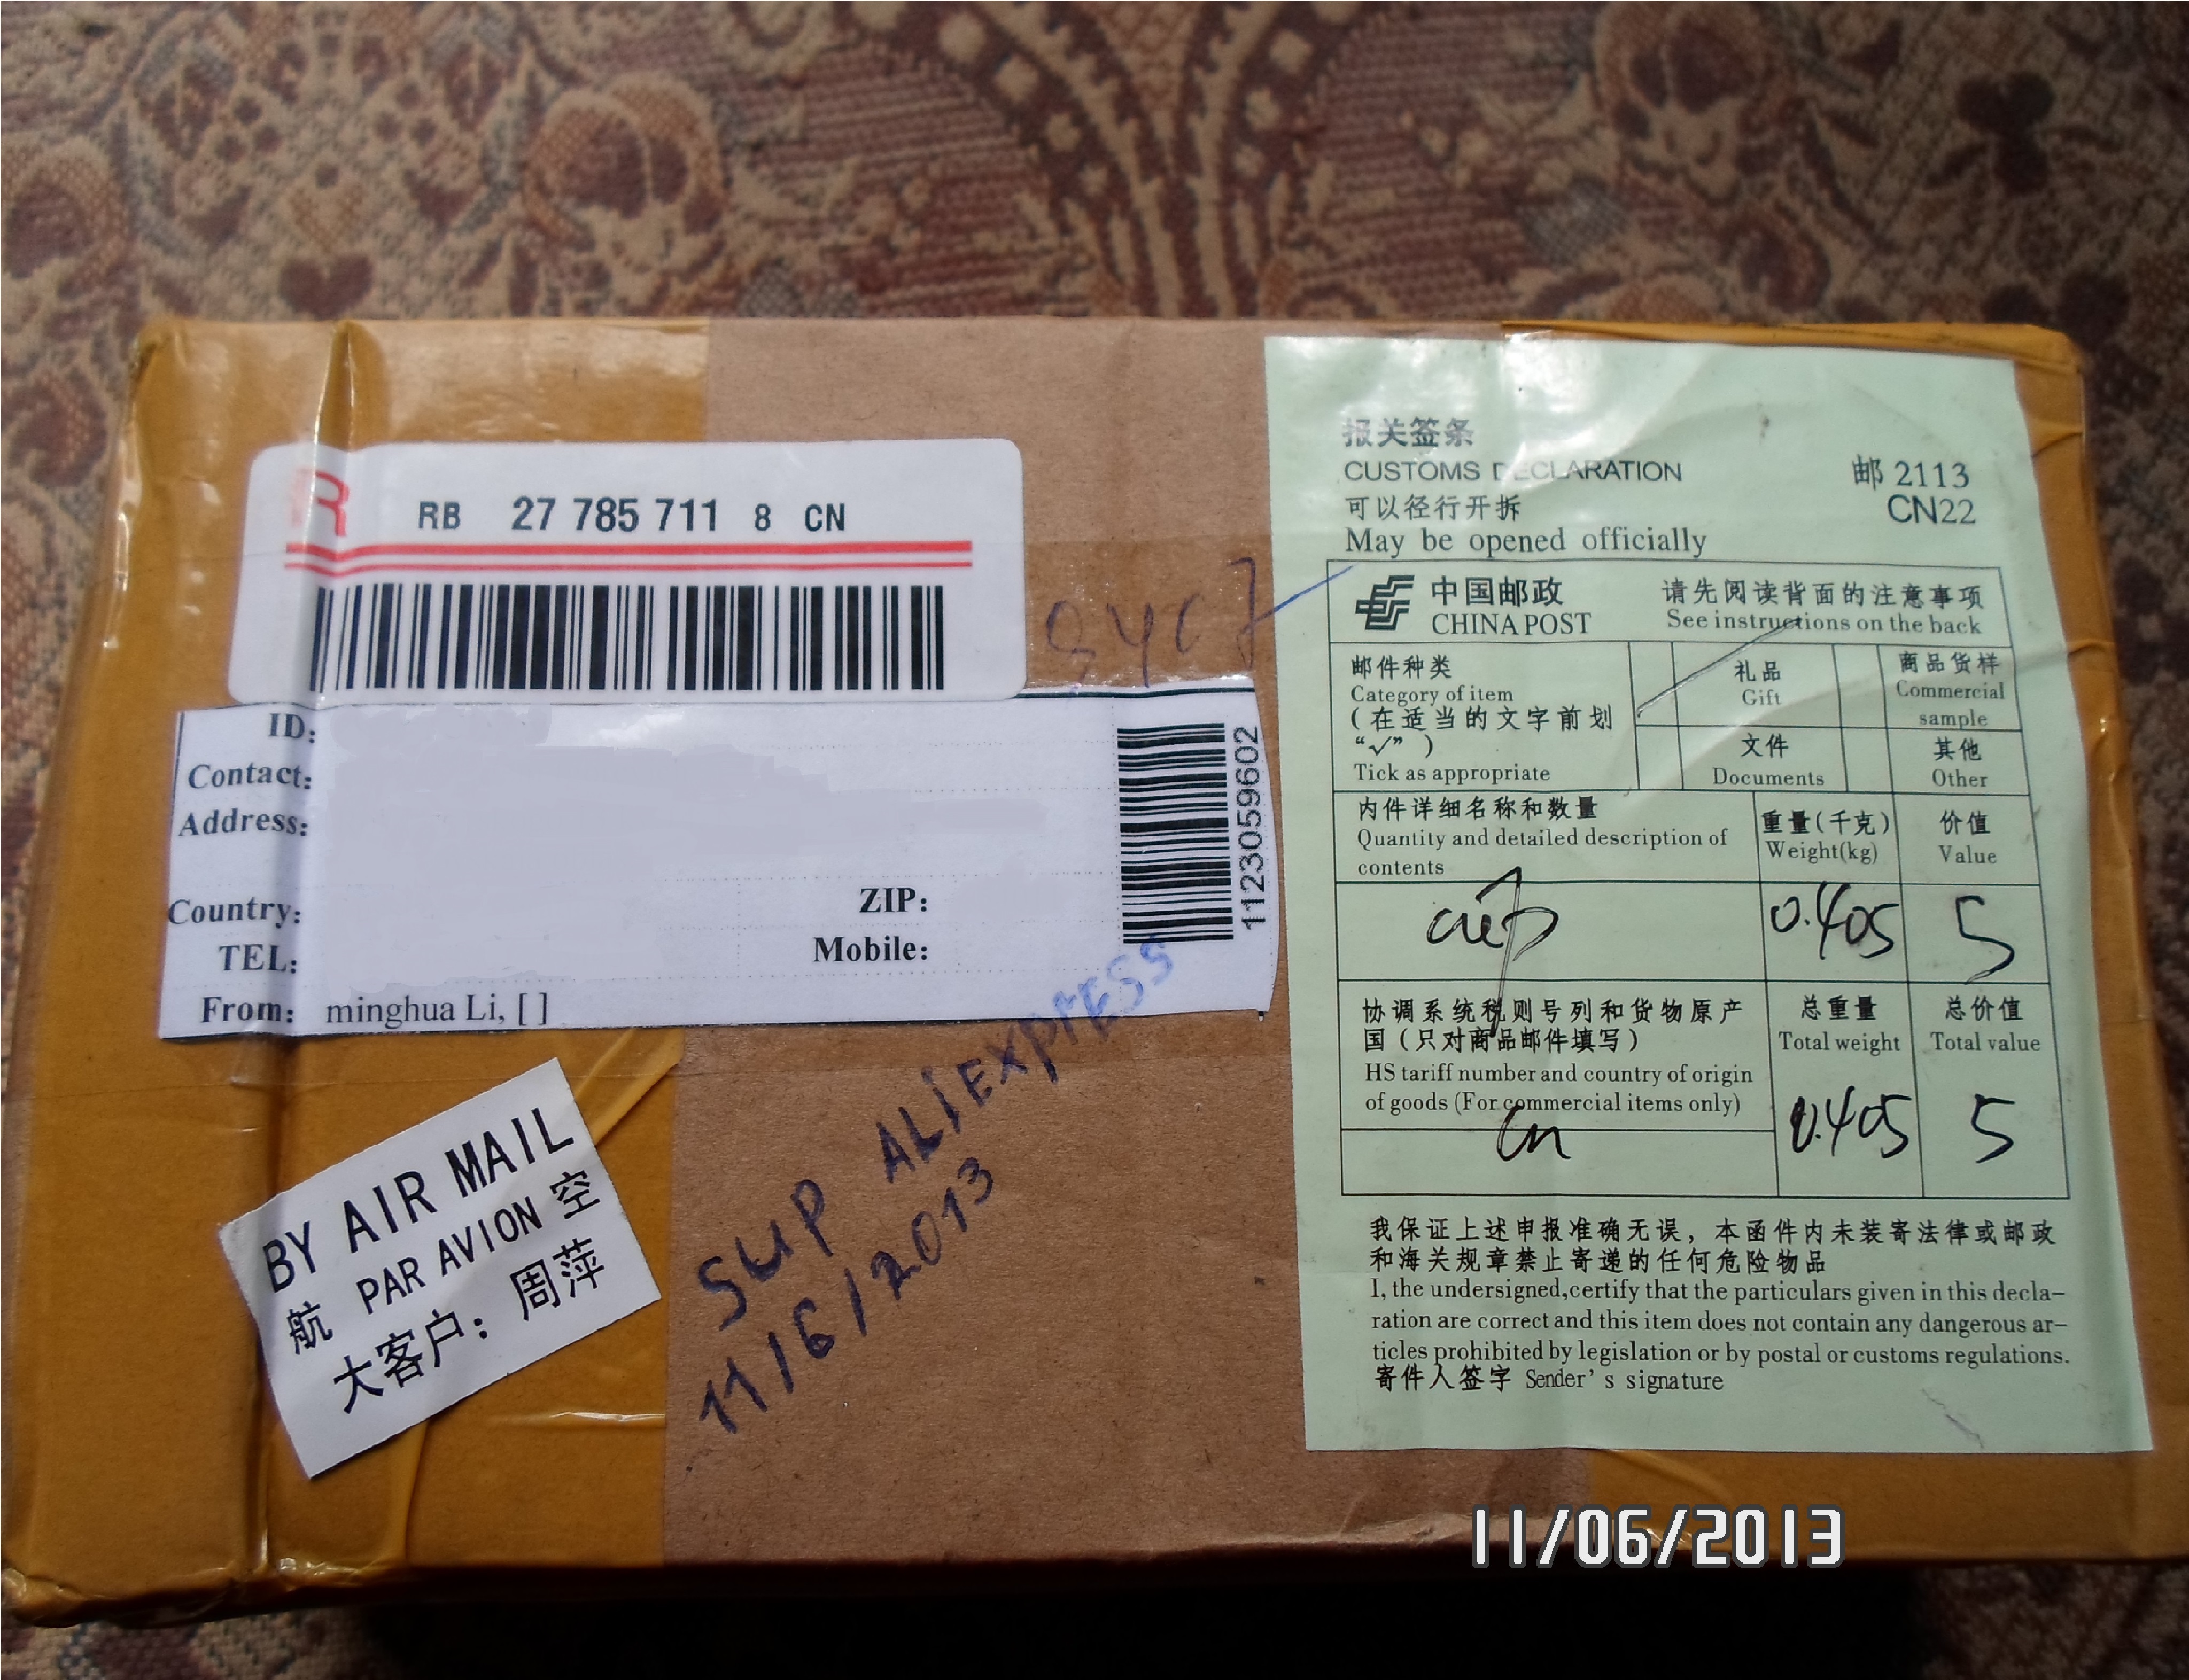 R
RB 27 785 711 8 CN
ID:
Contact:
Address:
Country:
ZIP:
TEL:
Mobile:
From: minghua Li, [ ]
1123059602
BY AIR MAIL
航 PAR AVION 空
大客户：周萍
SUP ALiEXPRESS
11/6/2013
报关签条
CUSTOMS DECLARATION
邮 2113
可以径行开拆
CN22
May be opened officially
中国邮政
CHINA POST
请先阅读背面的注意事项
See instructions on the back
邮件种类
Category of item
（在适当的文字前划
“✓”）
Tick as appropriate
礼品
Gift
商品货样
Commercial
sample
文件
Documents
其他
Other
内件详细名称和数量
Quantity and detailed description of
contents
重量(千克)
Weight(kg)
价值
Value
cup
0.405
5
协调系统税则号列和货物原产
国（只对商品邮件填写）
HS tariff number and country of origin
of goods (For commercial items only)
总重量
Total weight
总价值
Total value
cn
0.405
5
我保证上述申报准确无误，本函件内未装寄法律或邮政
和海关规章禁止寄递的任何危险物品
I, the undersigned,certify that the particulars given in this decla-
ration are correct and this item does not contain any dangerous ar-
ticles prohibited by legislation or by postal or customs regulations.
寄件人签字 Sender's signature
11/06/2013